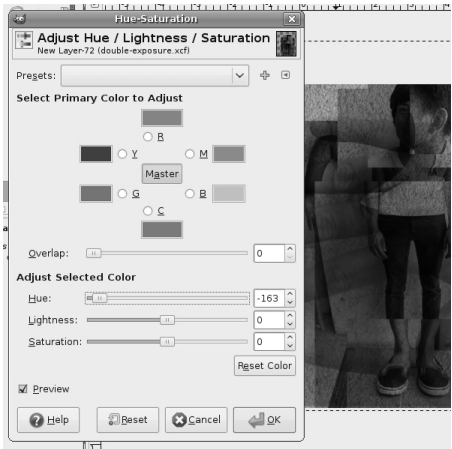 Hue-Saturation
Adjust Hue / Lightness / Saturation
New Layer-72 (double-exposure.xcf)
Presets:
Select Primary Color to Adjust
R
Y M
Master
G B
C
Overlap: 0
Adjust Selected Color
Hue: -163
Lightness: 0
Saturation: 0
Reset Color
Preview
Help Reset Cancel OK